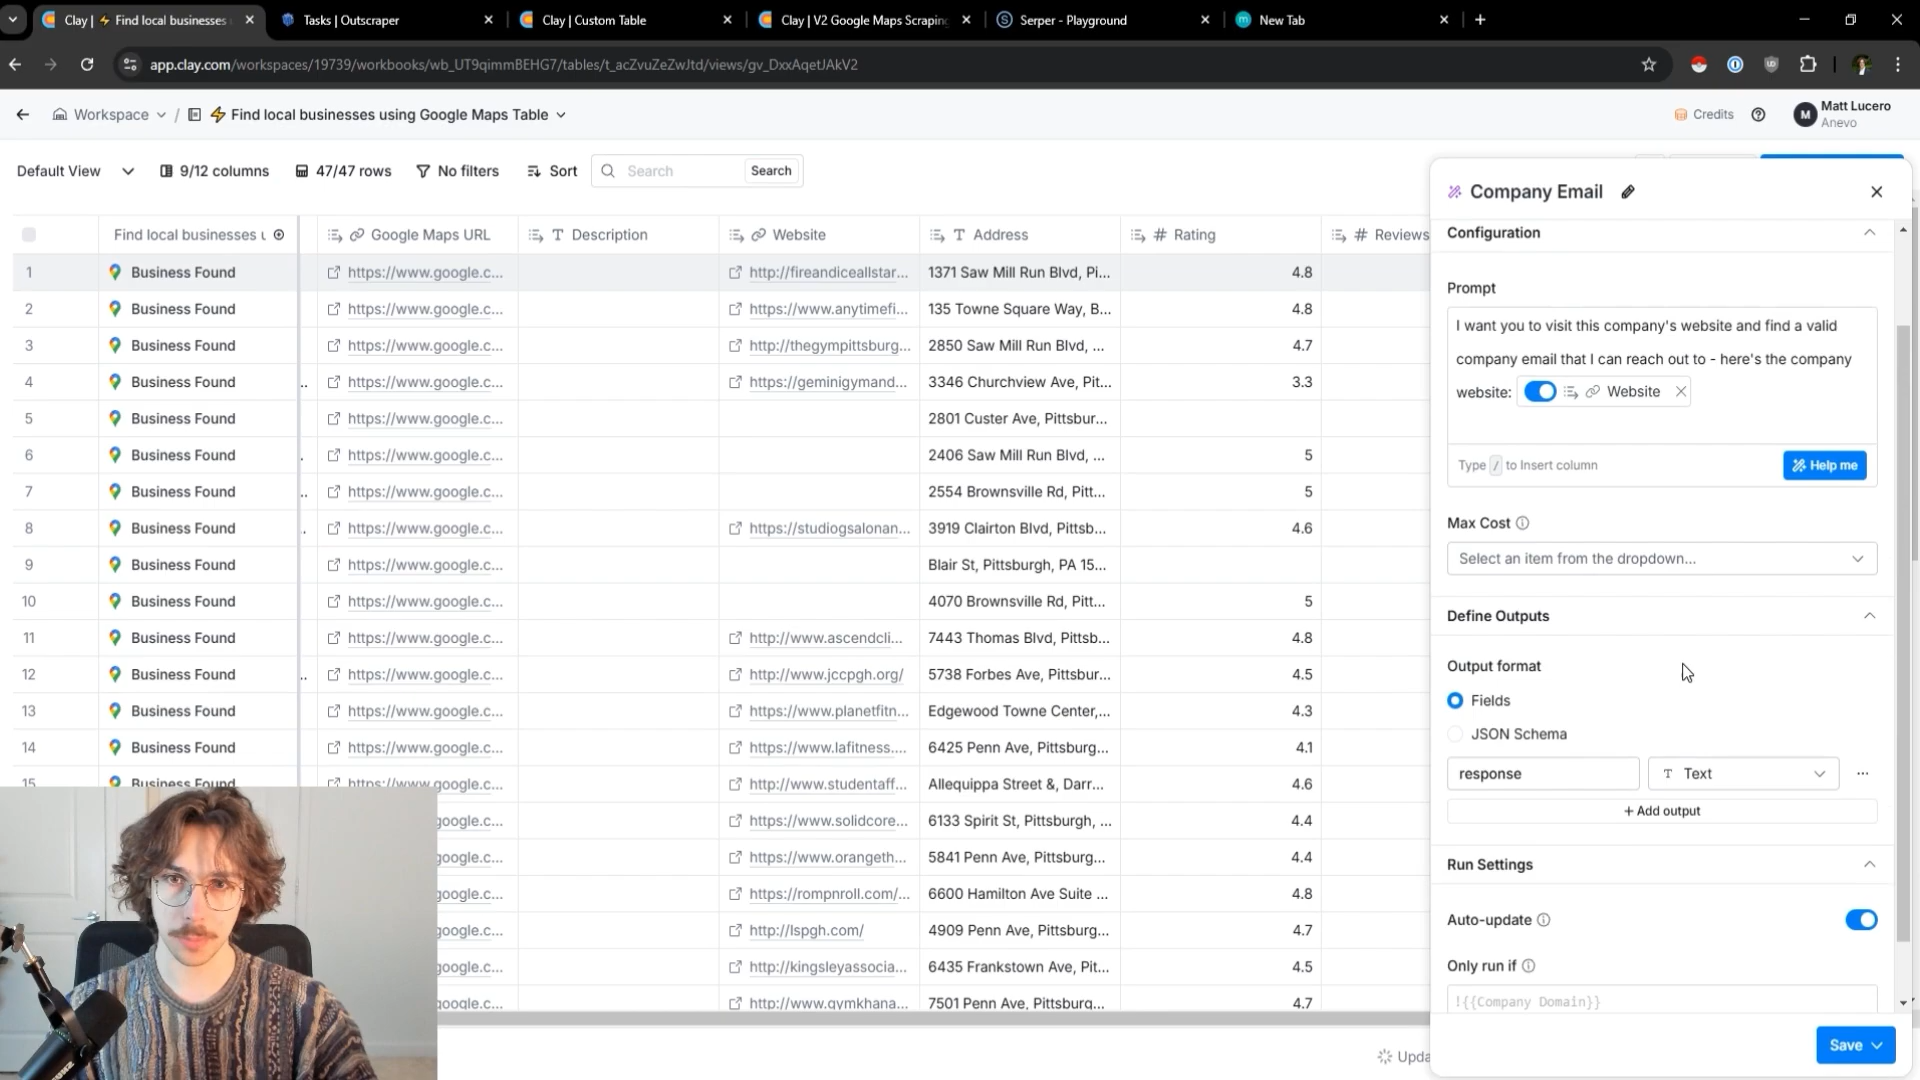 Clay | ⚡ Find local businesses
Tasks | Outscraper
Clay | Custom Table
Clay | V2 Google Maps Scraping
Serper - Playground
New Tab
app.clay.com/workspaces/19739/workbooks/wb_UT9qimmBEHG7/tables/t_acZvuZeZwJtd/views/gv_DxxAqetJAkV2
Workspace / ⚡ Find local businesses using Google Maps Table
Credits
M
Matt Lucero
Anevo
Default View
9/12 columns
47/47 rows
No filters
Sort
Search
Search
Find local businesses u
Google Maps URL
Description
Website
Address
Rating
Reviews
1 Business Found https://www.google.c... http://fireandiceallstar... 1371 Saw Mill Run Blvd, Pi... 4.8
2 Business Found https://www.google.c... https://www.anytimefi... 135 Towne Square Way, B... 4.8
3 Business Found https://www.google.c... http://thegympittsburg... 2850 Saw Mill Run Blvd, ... 4.7
4 Business Found https://www.google.c... https://geminigymand... 3346 Churchview Ave, Pit... 3.3
5 Business Found https://www.google.c... 2801 Custer Ave, Pittsbur...
6 Business Found https://www.google.c... 2406 Saw Mill Run Blvd, ... 5
7 Business Found https://www.google.c... 2554 Brownsville Rd, Pitt... 5
8 Business Found https://www.google.c... https://studiogsalonan... 3919 Clairton Blvd, Pittsb... 4.6
9 Business Found https://www.google.c... Blair St, Pittsburgh, PA 15...
10 Business Found https://www.google.c... 4070 Brownsville Rd, Pitt... 5
11 Business Found https://www.google.c... http://www.ascendcli... 7443 Thomas Blvd, Pittsb... 4.8
12 Business Found https://www.google.c... http://www.jccpgh.org/ 5738 Forbes Ave, Pittsbur... 4.5
13 Business Found https://www.google.c... https://www.planetfitn... Edgewood Towne Center,... 4.3
14 Business Found https://www.google.c... https://www.lafitness.... 6425 Penn Ave, Pittsburg... 4.1
15 Business Found https://www.google.c... http://www.studentaff... Allequippa Street &, Darr... 4.6
google.c... https://www.solidcore... 6133 Spirit St, Pittsburgh, ... 4.4
google.c... https://www.orangeth... 5841 Penn Ave, Pittsburg... 4.4
google.c... https://rompnroll.com/... 6600 Hamilton Ave Suite ... 4.8
google.c... http://lspgh.com/ 4909 Penn Ave, Pittsburg... 4.7
google.c... http://kingsleyassocia... 6435 Frankstown Ave, Pit... 4.5
google.c... http://www.gymkhana... 7501 Penn Ave, Pittsburg... 4.7
Upda
Company Email
Configuration
Prompt
I want you to visit this company's website and find a valid
company email that I can reach out to - here's the company
website: Website
Type / to Insert column
Help me
Max Cost
Select an item from the dropdown...
Define Outputs
Output format
Fields
JSON Schema
response
T Text
+ Add output
Run Settings
Auto-update
Only run if
!{{Company Domain}}
Save